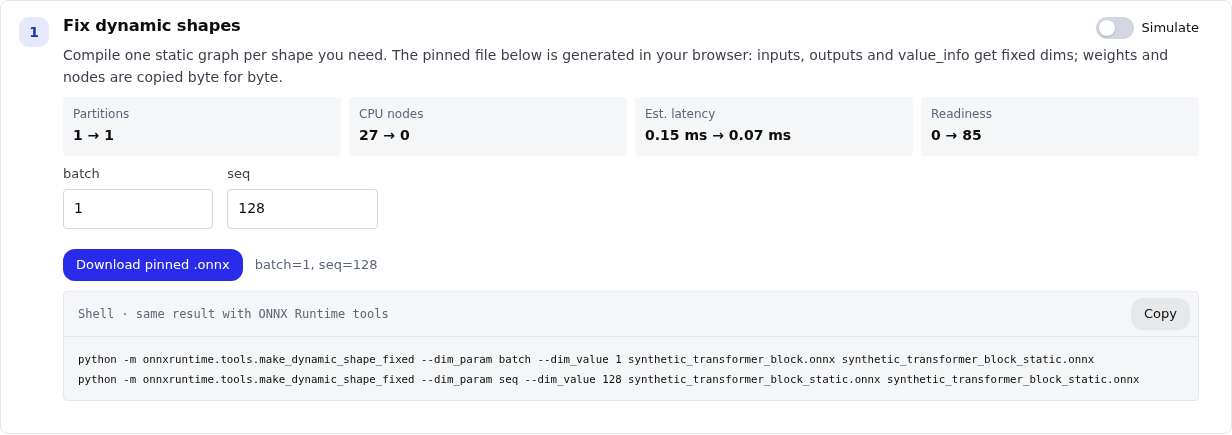 1
Fix dynamic shapes
Simulate
Compile one static graph per shape you need. The pinned file below is generated in your browser: inputs, outputs and value_info get fixed dims; weights and
nodes are copied byte for byte.
Partitions
1 → 1
CPU nodes
27 → 0
Est. latency
0.15 ms → 0.07 ms
Readiness
0 → 85
batch
seq
1
128
Download pinned .onnx
batch=1, seq=128
Shell · same result with ONNX Runtime tools
Copy
python -m onnxruntime.tools.make_dynamic_shape_fixed --dim_param batch --dim_value 1 synthetic_transformer_block.onnx synthetic_transformer_block_static.onnx
python -m onnxruntime.tools.make_dynamic_shape_fixed --dim_param seq --dim_value 128 synthetic_transformer_block_static.onnx synthetic_transformer_block_static.onnx